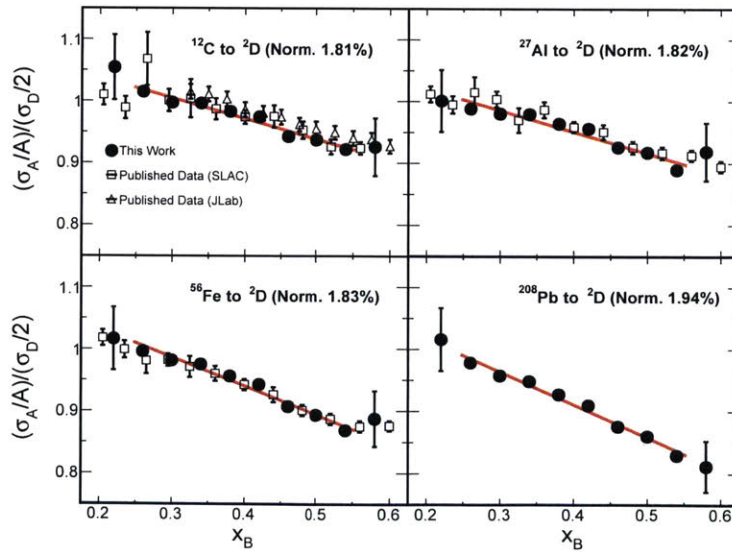 1.1
1
0.9
0.8
(σA/A)/(σD/2)
¹²C to ²D (Norm. 1.81%)
This Work
Published Data (SLAC)
Published Data (JLab)
²⁷Al to ²D (Norm. 1.82%)
1.1
1
0.9
0.8
(σA/A)/(σD/2)
⁵⁶Fe to ²D (Norm. 1.83%)
²⁰⁸Pb to ²D (Norm. 1.94%)
0.2 0.3 0.4 0.5 0.6 0.2 0.3 0.4 0.5 0.6
xB xB